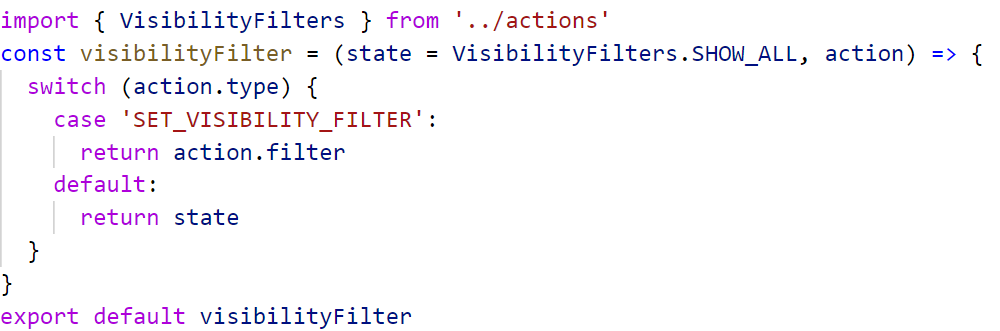 import { VisibilityFilters } from '../actions'
const visibilityFilter = (state = VisibilityFilters.SHOW_ALL, action) => {
  switch (action.type) {
    case 'SET_VISIBILITY_FILTER':
      return action.filter
    default:
      return state
  }
}
export default visibilityFilter